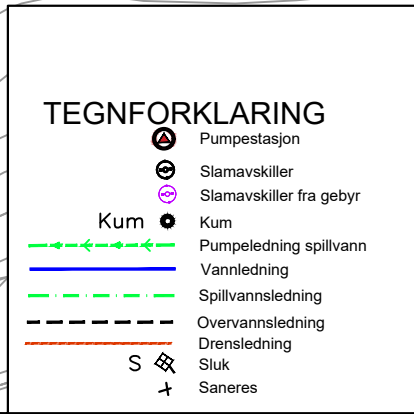 TEGNFORKLARING
Pumpestasjon
Slamavskiller
Slamavskiller fra gebyr
Kum Kum
Pumpeledning spillvann
Vannledning
Spillvannsledning
Overvannsledning
Drensledning
S Sluk
Saneres